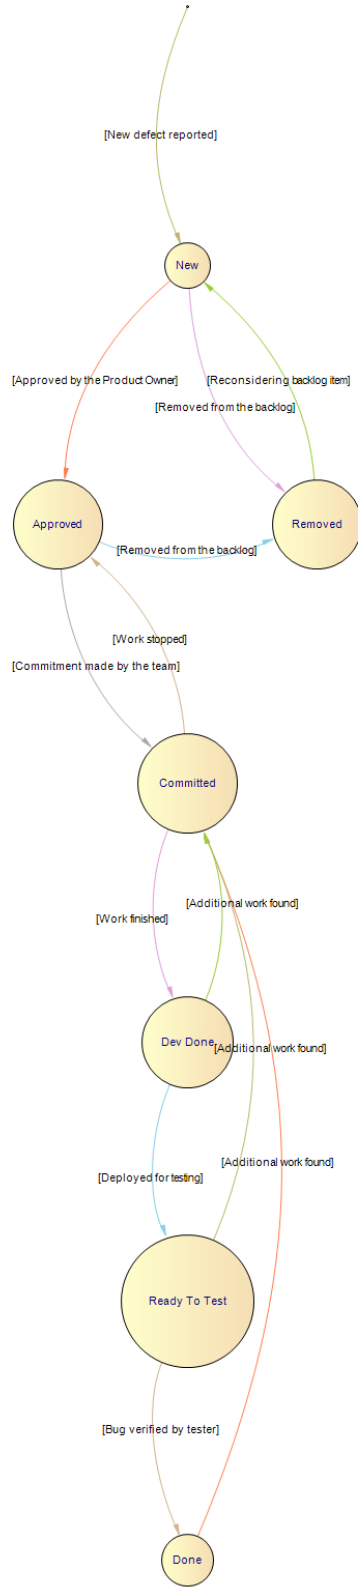 [New defect reported]
New
[Approved by the Product Owner]
[Reconsidering backlog item]
[Removed from the backlog]
Approved
Removed
[Removed from the backlog]
[Work stopped]
[Commitment made by the team]
Committed
[Additional work found]
[Work finished]
Dev Done
[Additional work found]
[Additional work found]
[Deployed for testing]
Ready To Test
[Bug verified by tester]
Done